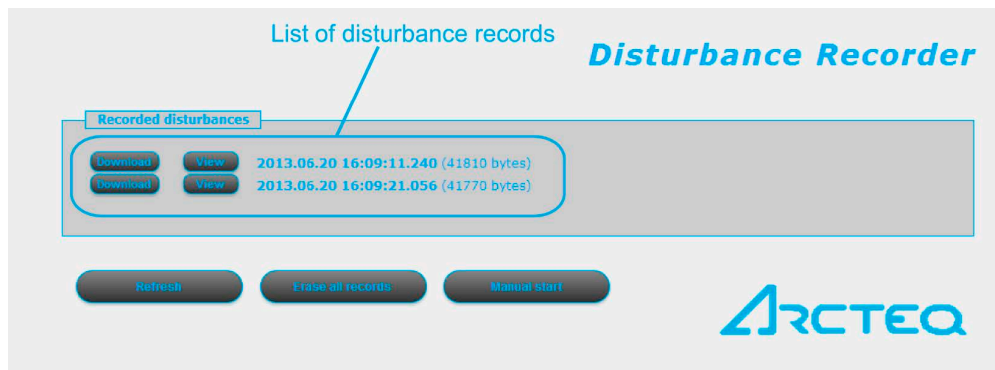 List of disturbance records
Disturbance Recorder
Recorded disturbances
Download View 2013.06.20 16:09:11.240 (41810 bytes)
Download View 2013.06.20 16:09:21.056 (41770 bytes)
Refresh Erase all records Manual start
ARCTEQ